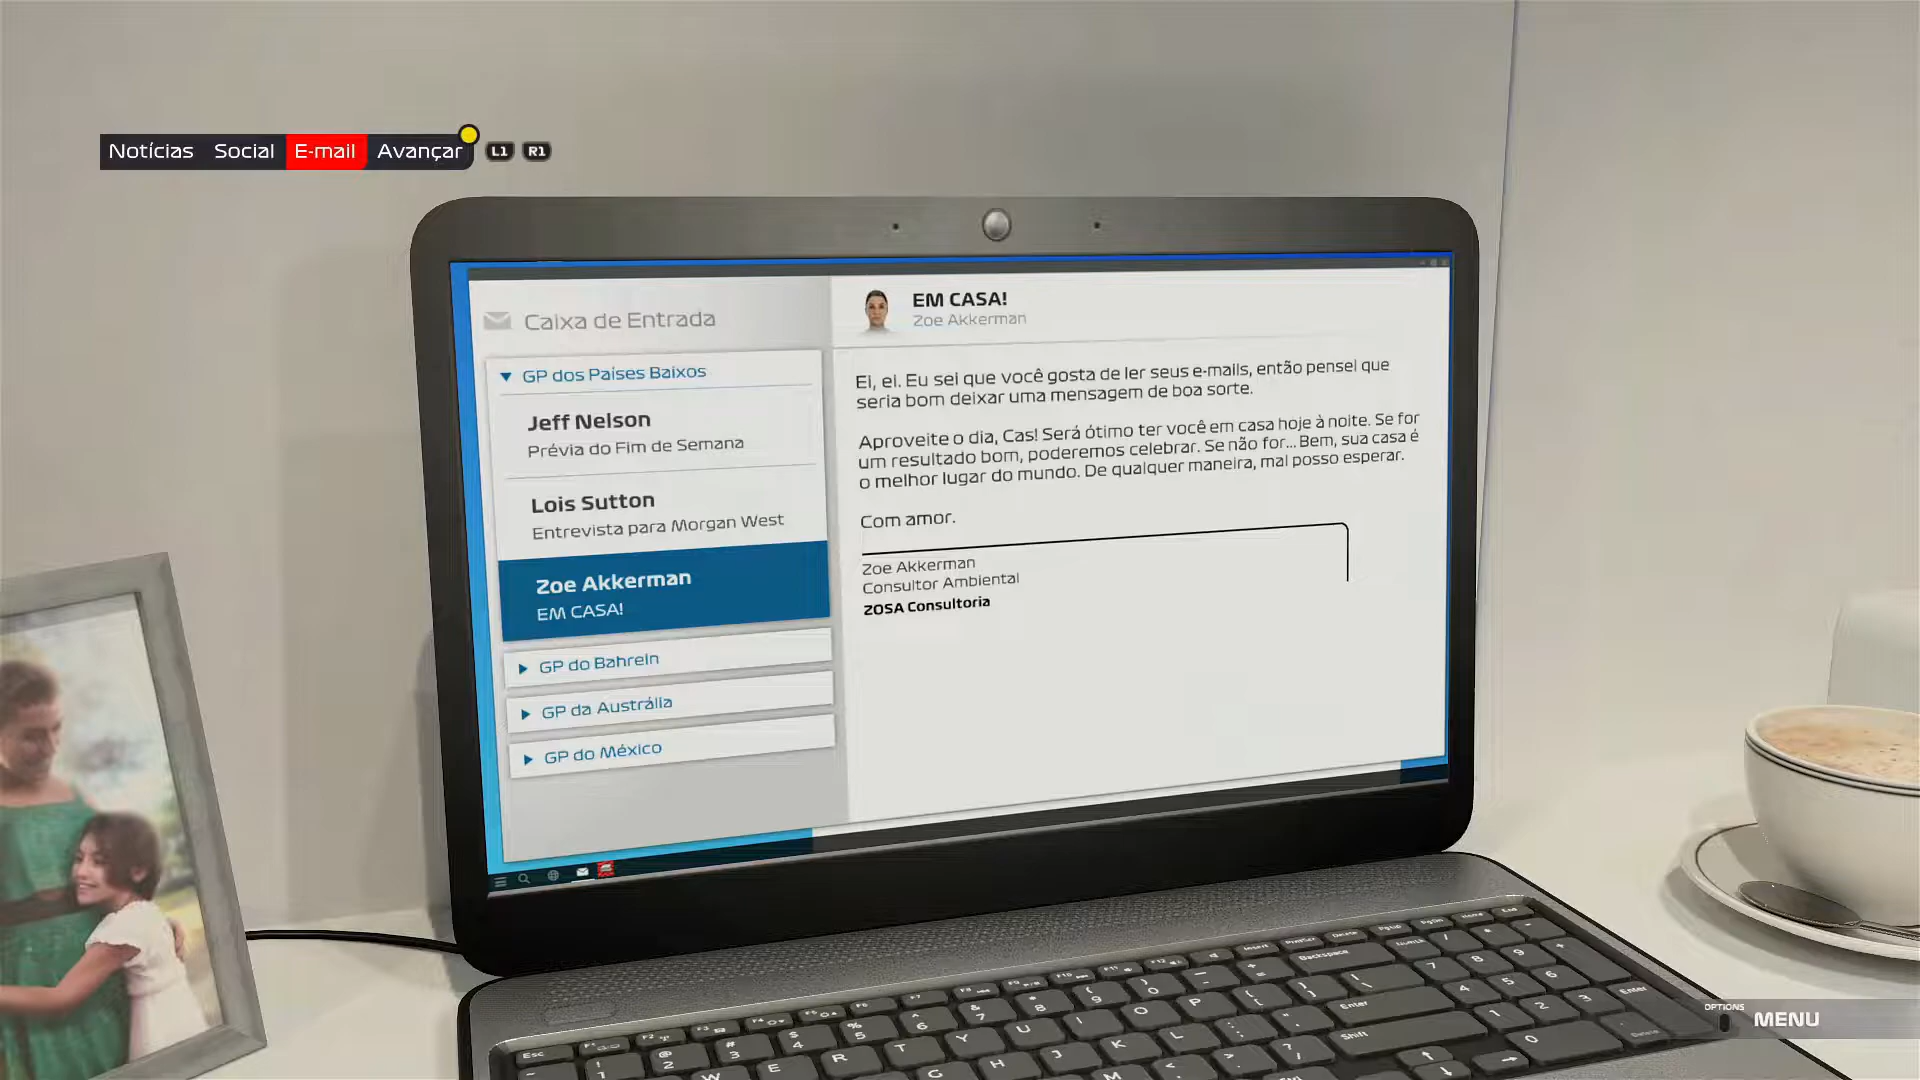 Notícias Social E-mail Avançar L1 R1
Caixa de Entrada
GP dos Países Baixos
Jeff Nelson
Prévia do Fim de Semana
Lois Sutton
Entrevista para Morgan West
Zoe Akkerman
EM CASA!
GP do Bahrein
GP da Austrália
GP do México
EM CASA!
Zoe Akkerman
Ei, ei. Eu sei que você gosta de ler seus e-mails, então pensei que
seria bom deixar uma mensagem de boa sorte.
Aproveite o dia, Cas! Será ótimo ter você em casa hoje à noite. Se for
um resultado bom, poderemos celebrar. Se não for... Bem, sua casa é
o melhor lugar do mundo. De qualquer maneira, mal posso esperar.
Com amor.
Zoe Akkerman
Consultor Ambiental
ZOSA Consultoria
OPTIONS
MENU
Backspace
Enter
Shift
Enter
Esc